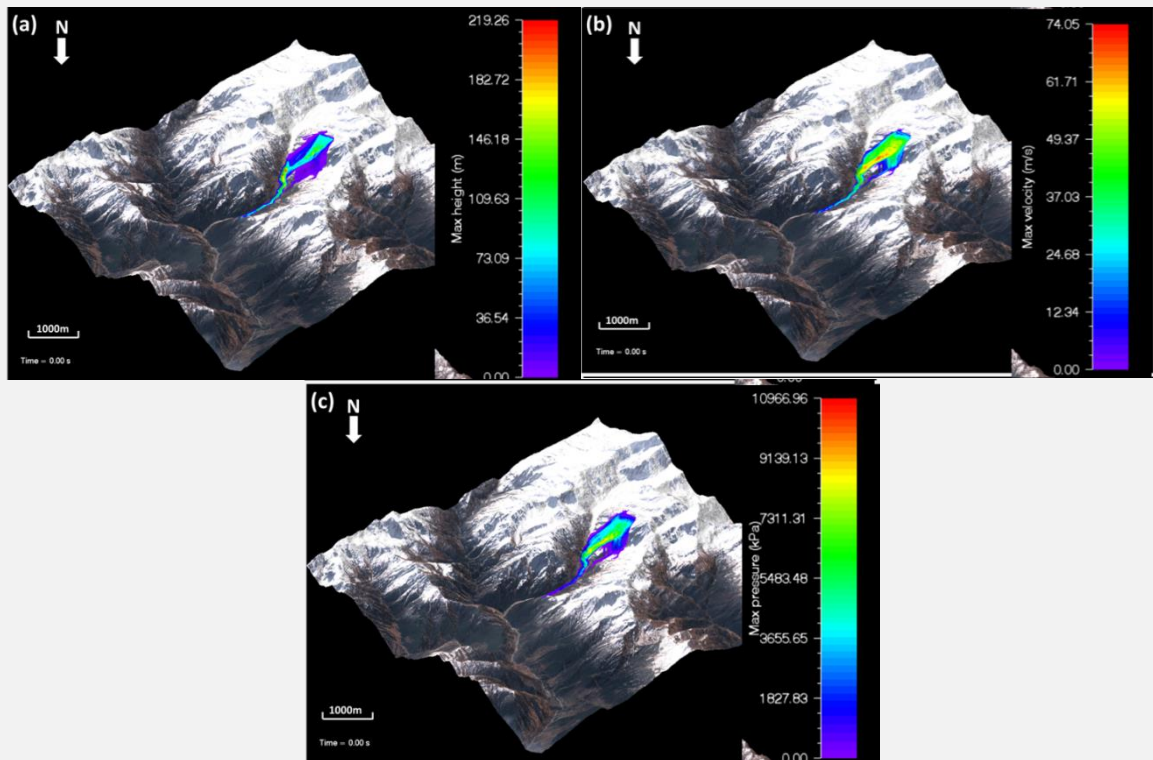 (a)
N
219.26
182.72
146.18
109.63
73.09
36.54
0.00
Max height (m)
1000m
Time = 0.00 s
(b)
N
74.05
61.71
49.37
37.03
24.68
12.34
0.00
Max velocity (m/s)
1000m
Time = 0.00 s
(c)
N
10966.96
9139.13
7311.31
5483.48
3655.65
1827.83
0.00
Max pressure (kPa)
1000m
Time = 0.00 s